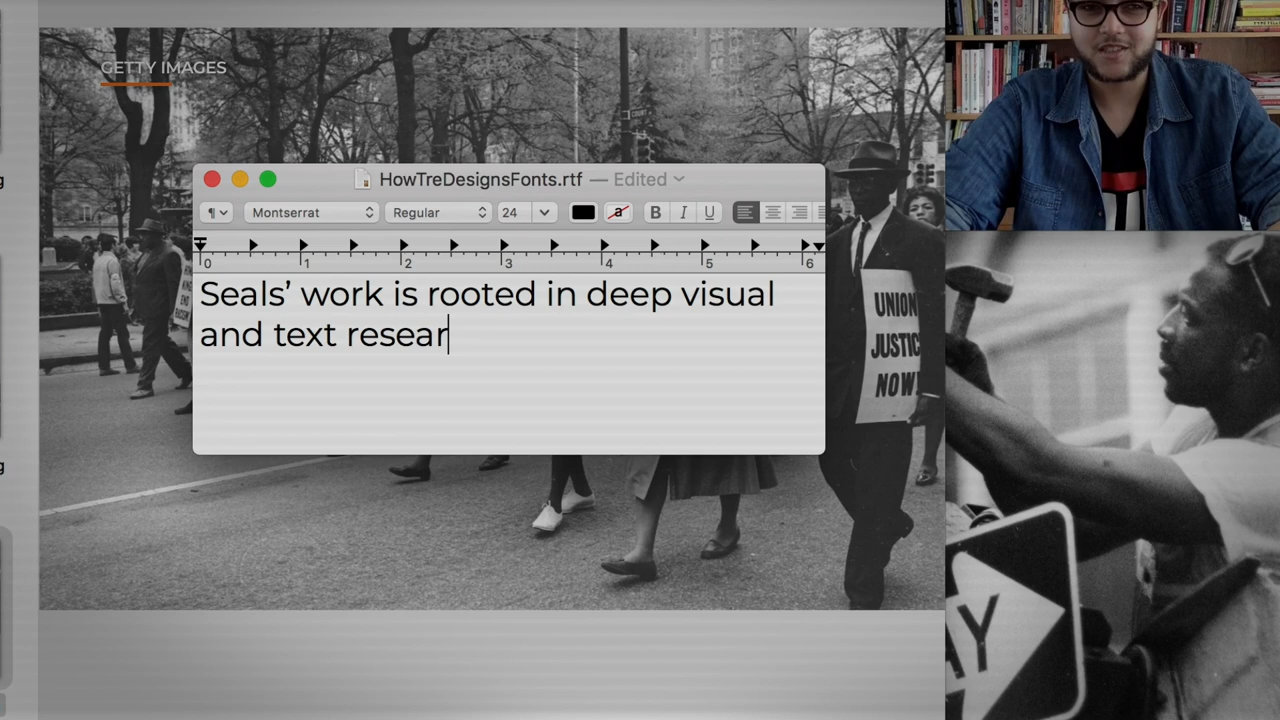 GETTY IMAGES
HowTreDesignsFonts.rtf — Edited
¶ Montserrat Regular 24 a B I U
0 1 2 3 4 5 6
Seals’ work is rooted in deep visual
and text resear
UNION
JUSTIC
NOW!
AY
g
g